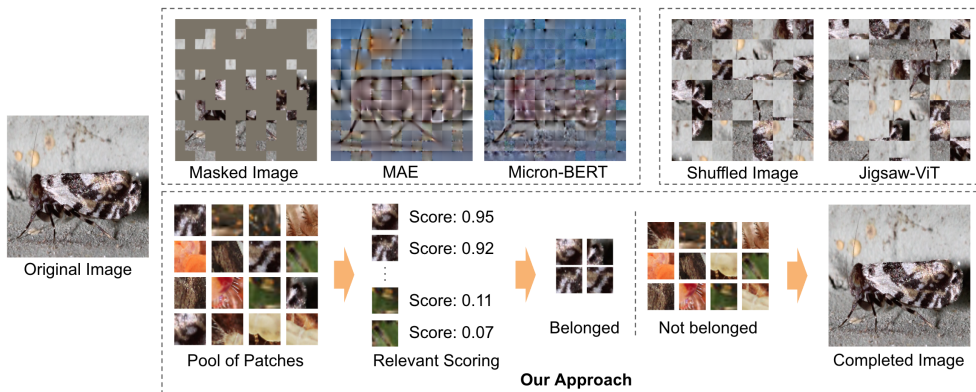 Masked Image
MAE
Micron-BERT
Shuffled Image
Jigsaw-ViT
Original Image
Score: 0.95
Score: 0.92
Score: 0.11
Score: 0.07
Belonged
Not belonged
Pool of Patches
Relevant Scoring
Completed Image
Our Approach